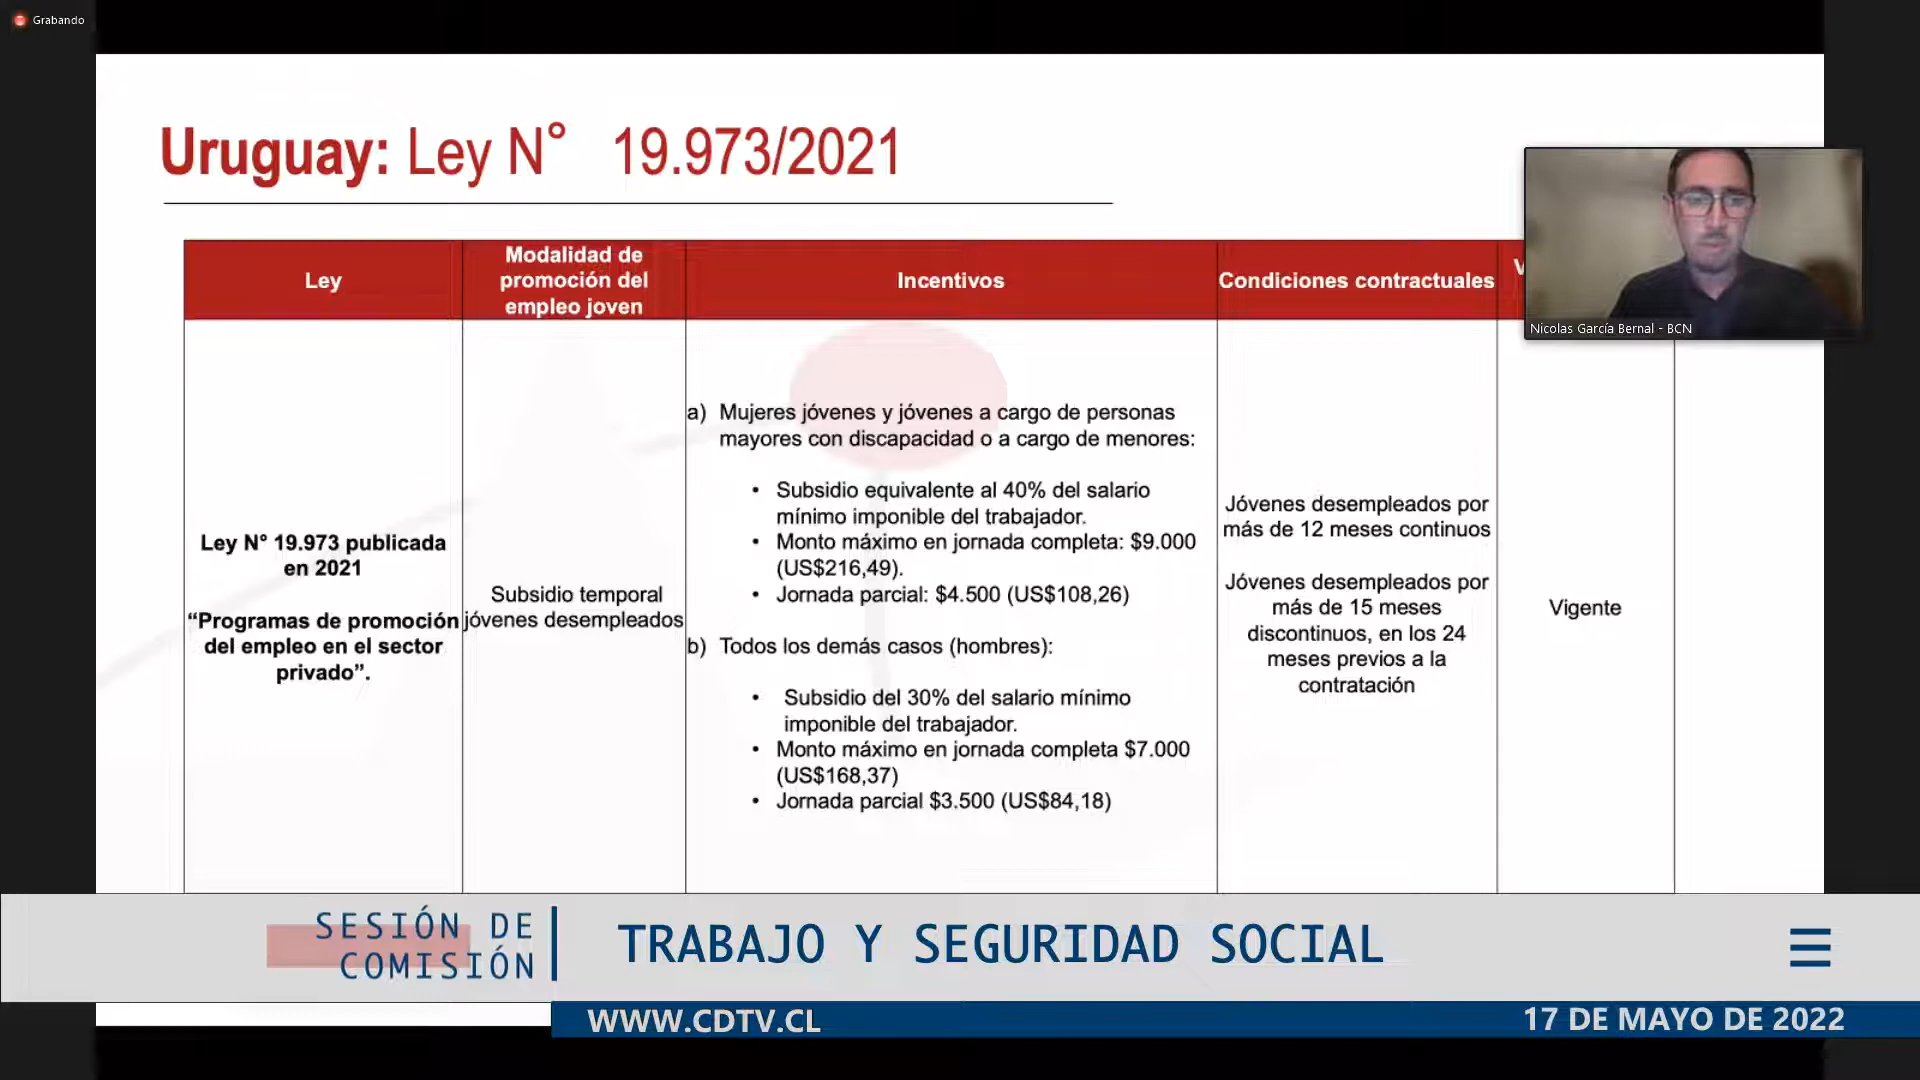 Grabando
Uruguay: Ley N° 19.973/2021
Nicolas García Bernal - BCN
Ley
Modalidad de
promoción del
empleo joven
Incentivos
Condiciones contractuales
Ley N° 19.973 publicada
en 2021
“Programas de promoción
del empleo en el sector
privado”.
Subsidio temporal
jóvenes desempleados
a) Mujeres jóvenes y jóvenes a cargo de personas
mayores con discapacidad o a cargo de menores:
• Subsidio equivalente al 40% del salario
mínimo imponible del trabajador.
• Monto máximo en jornada completa: $9.000
(US$216,49).
• Jornada parcial: $4.500 (US$108,26)
b) Todos los demás casos (hombres):
• Subsidio del 30% del salario mínimo
imponible del trabajador.
• Monto máximo en jornada completa $7.000
(US$168,37)
• Jornada parcial $3.500 (US$84,18)
Jóvenes desempleados por
más de 12 meses continuos
Jóvenes desempleados por
más de 15 meses
discontinuos, en los 24
meses previos a la
contratación
Vigente
SESIÓN DE
COMISIÓN
TRABAJO Y SEGURIDAD SOCIAL
WWW.CDTV.CL
17 DE MAYO DE 2022